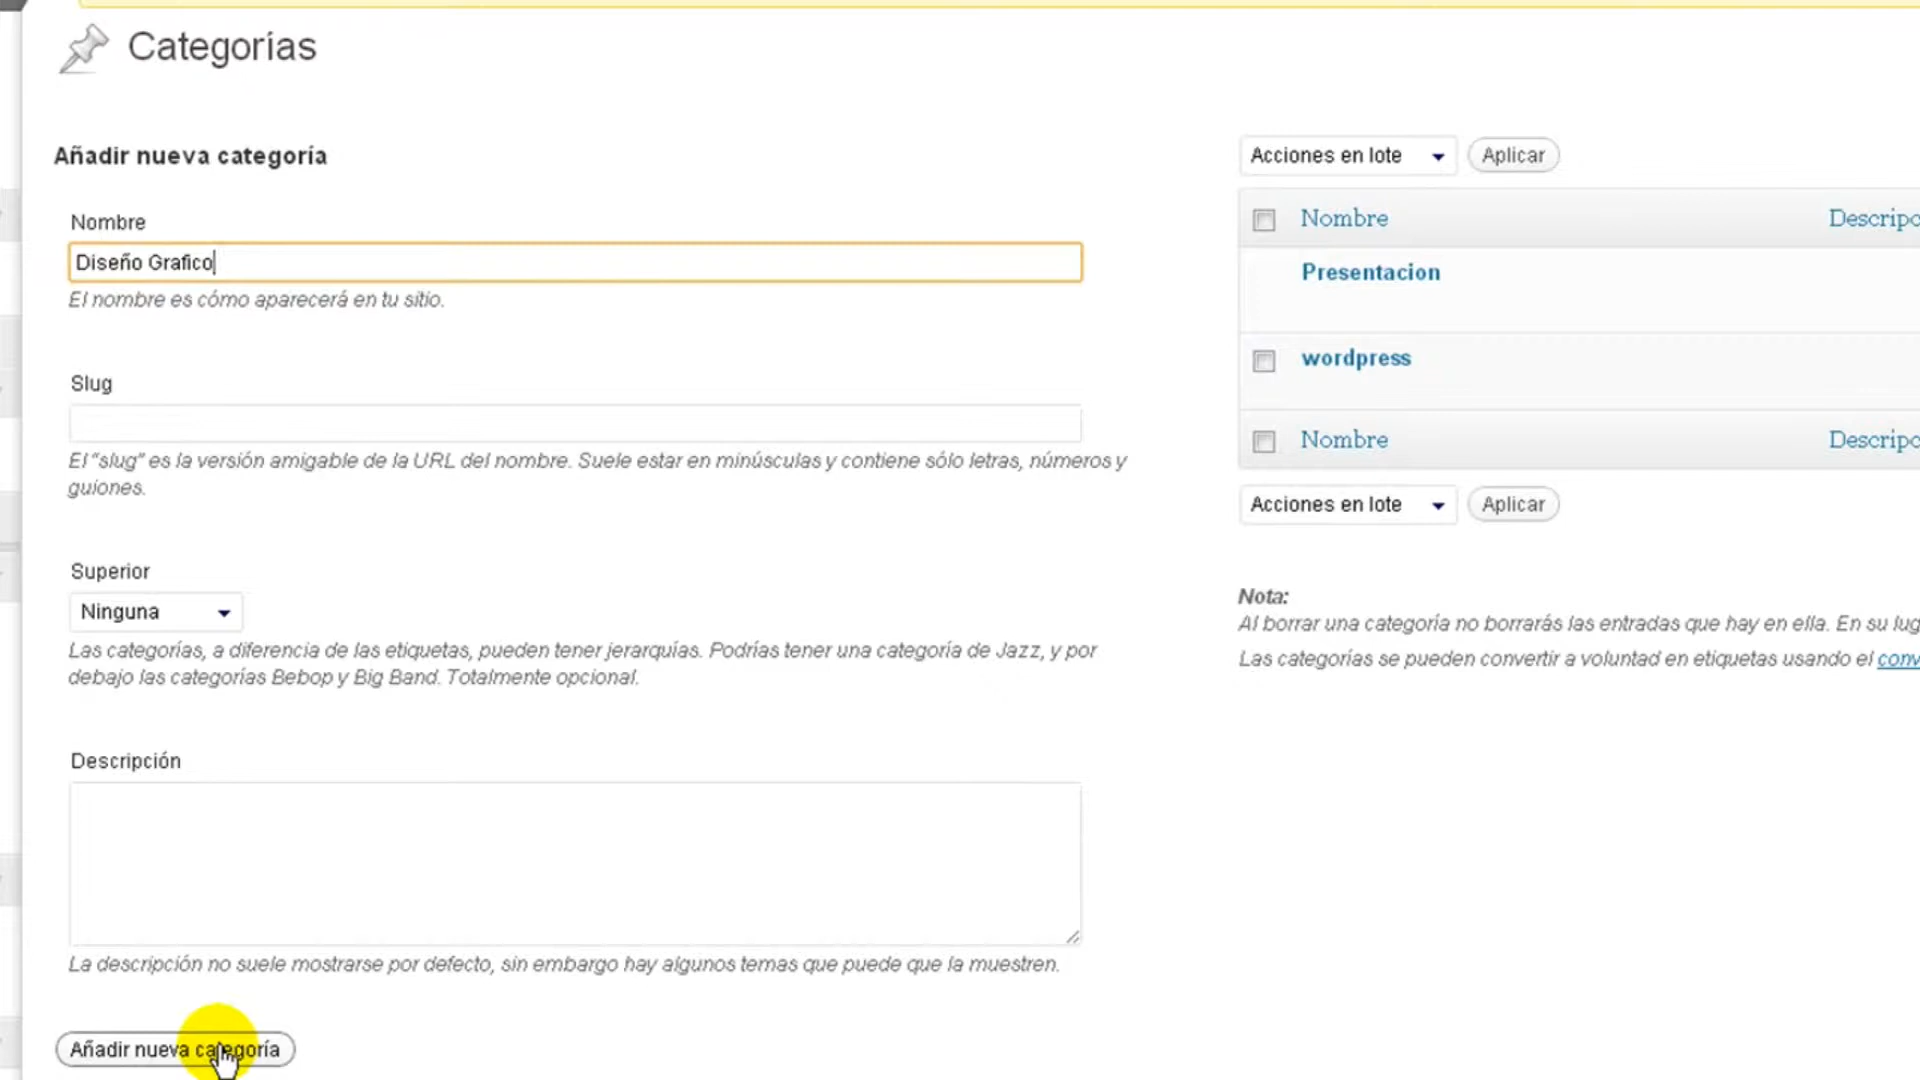 Categorías
Añadir nueva categoría
Nombre
Diseño Grafico
El nombre es cómo aparecerá en tu sitio.
Slug
El "slug" es la versión amigable de la URL del nombre. Suele estar en minúsculas y contiene sólo letras, números y
guiones.
Superior
Ninguna
Las categorías, a diferencia de las etiquetas, pueden tener jerarquías. Podrías tener una categoría de Jazz, y por
debajo las categorías Bebop y Big Band. Totalmente opcional.
Descripción
La descripción no suele mostrarse por defecto, sin embargo hay algunos temas que puede que la muestren.
Añadir nueva categoría
Acciones en lote Aplicar
Nombre Descripc
Presentacion
wordpress
Nombre Descripc
Acciones en lote Aplicar
Nota:
Al borrar una categoría no borrarás las entradas que hay en ella. En su lug
Las categorías se pueden convertir a voluntad en etiquetas usando el conv